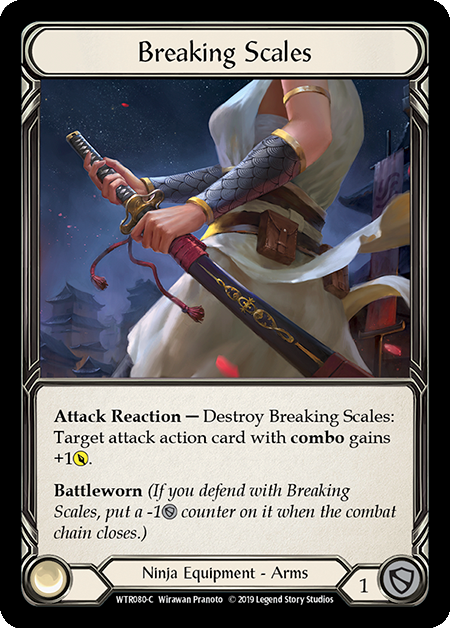 Breaking Scales
Attack Reaction — Destroy Breaking Scales:
Target attack action card with combo gains
+1.
Battleworn (If you defend with Breaking
Scales, put a -1 counter on it when the combat
chain closes.)
Ninja Equipment - Arms
1
WTR080-C Wirawan Pranoto © 2019 Legend Story Studios